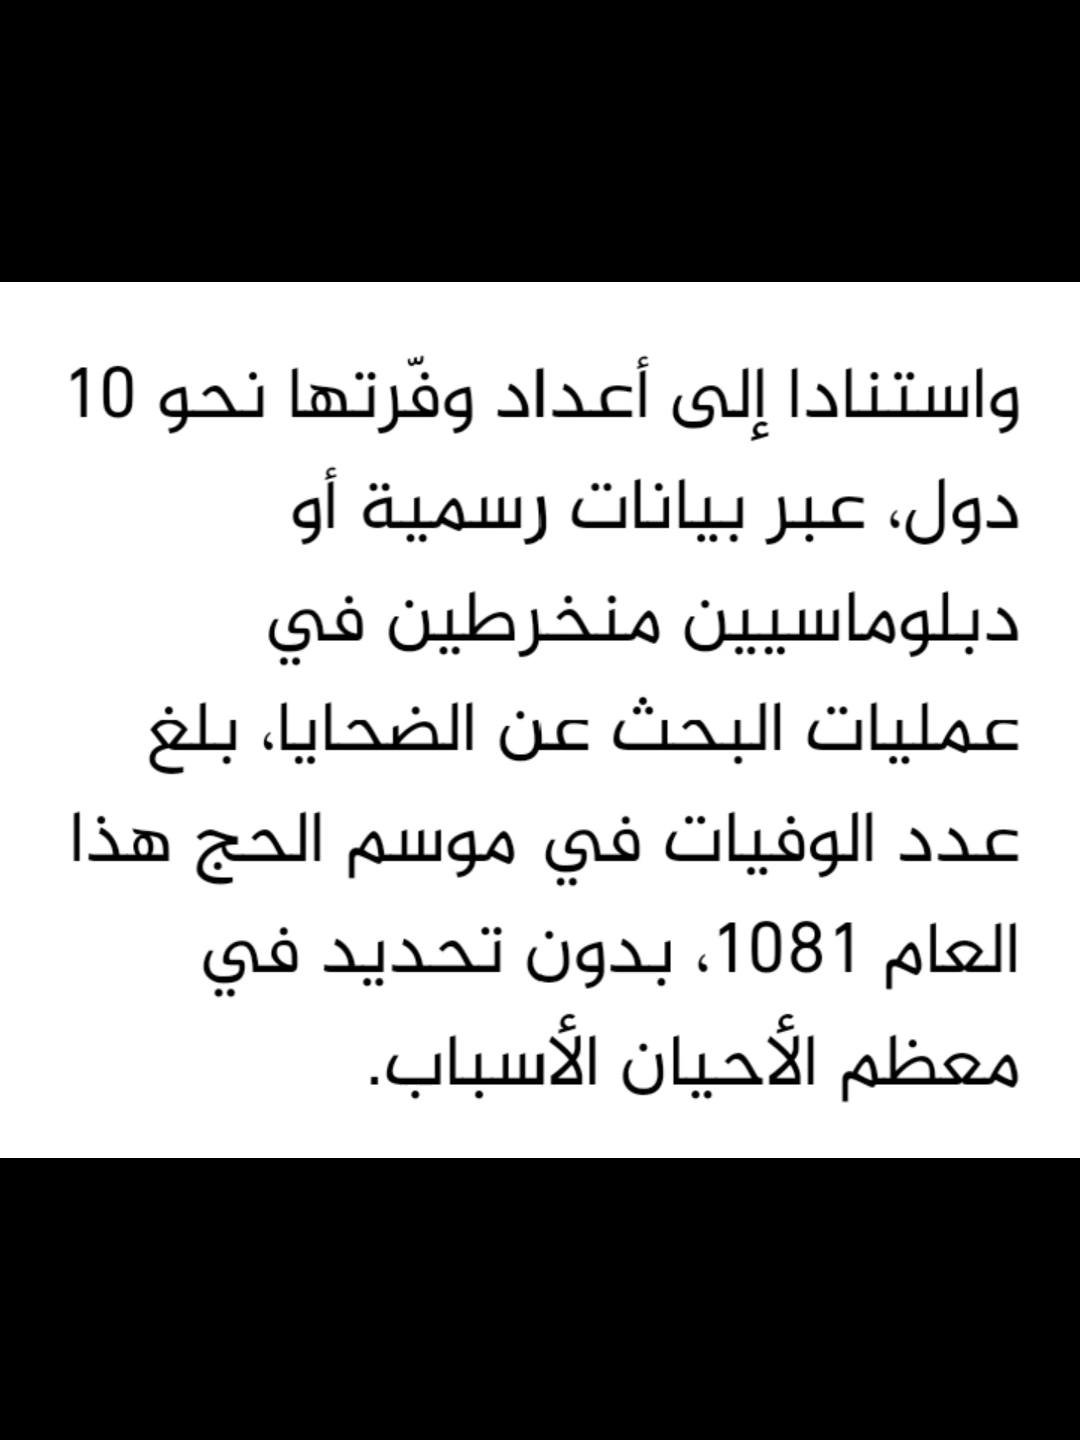 واستنادا إلى أعداد وفّرتها نحو 10
دول، عبر بيانات رسمية أو
دبلوماسيين منخرطين في
عمليات البحث عن الضحايا، بلغ
عدد الوفيات في موسم الحج هذا
العام 1081، بدون تحديد في
معظم الأحيان الأسباب.